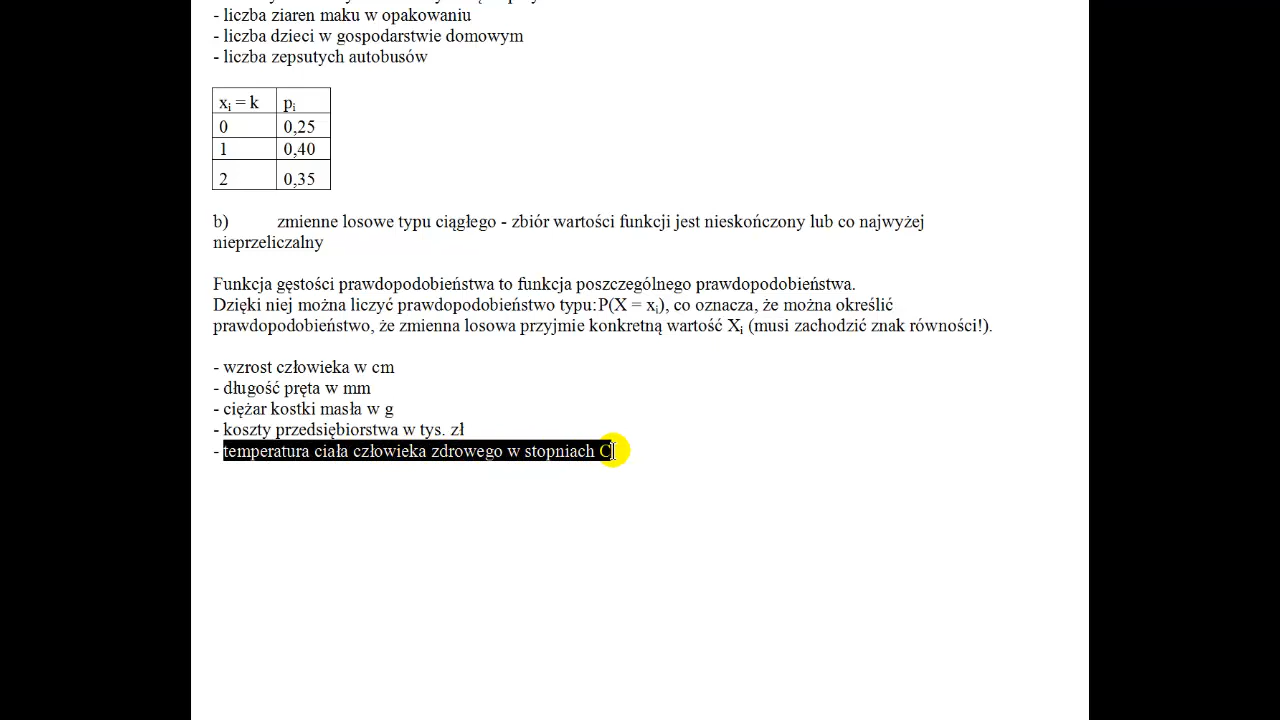 - liczba ziaren maku w opakowaniu
- liczba dzieci w gospodarstwie domowym
- liczba zepsutych autobusów
xi = k pi
0 0,25
1 0,40
2 0,35
b) zmienne losowe typu ciągłego - zbiór wartości funkcji jest nieskończony lub co najwyżej
nieprzeliczalny
Funkcja gęstości prawdopodobieństwa to funkcja poszczególnego prawdopodobieństwa.
Dzięki niej można liczyć prawdopodobieństwo typu:P(X = xi), co oznacza, że można określić
prawdopodobieństwo, że zmienna losowa przyjmie konkretną wartość Xi (musi zachodzić znak równości!).
- wzrost człowieka w cm
- długość pręta w mm
- ciężar kostki masła w g
- koszty przedsiębiorstwa w tys. zł
- temperatura ciała człowieka zdrowego w stopniach C